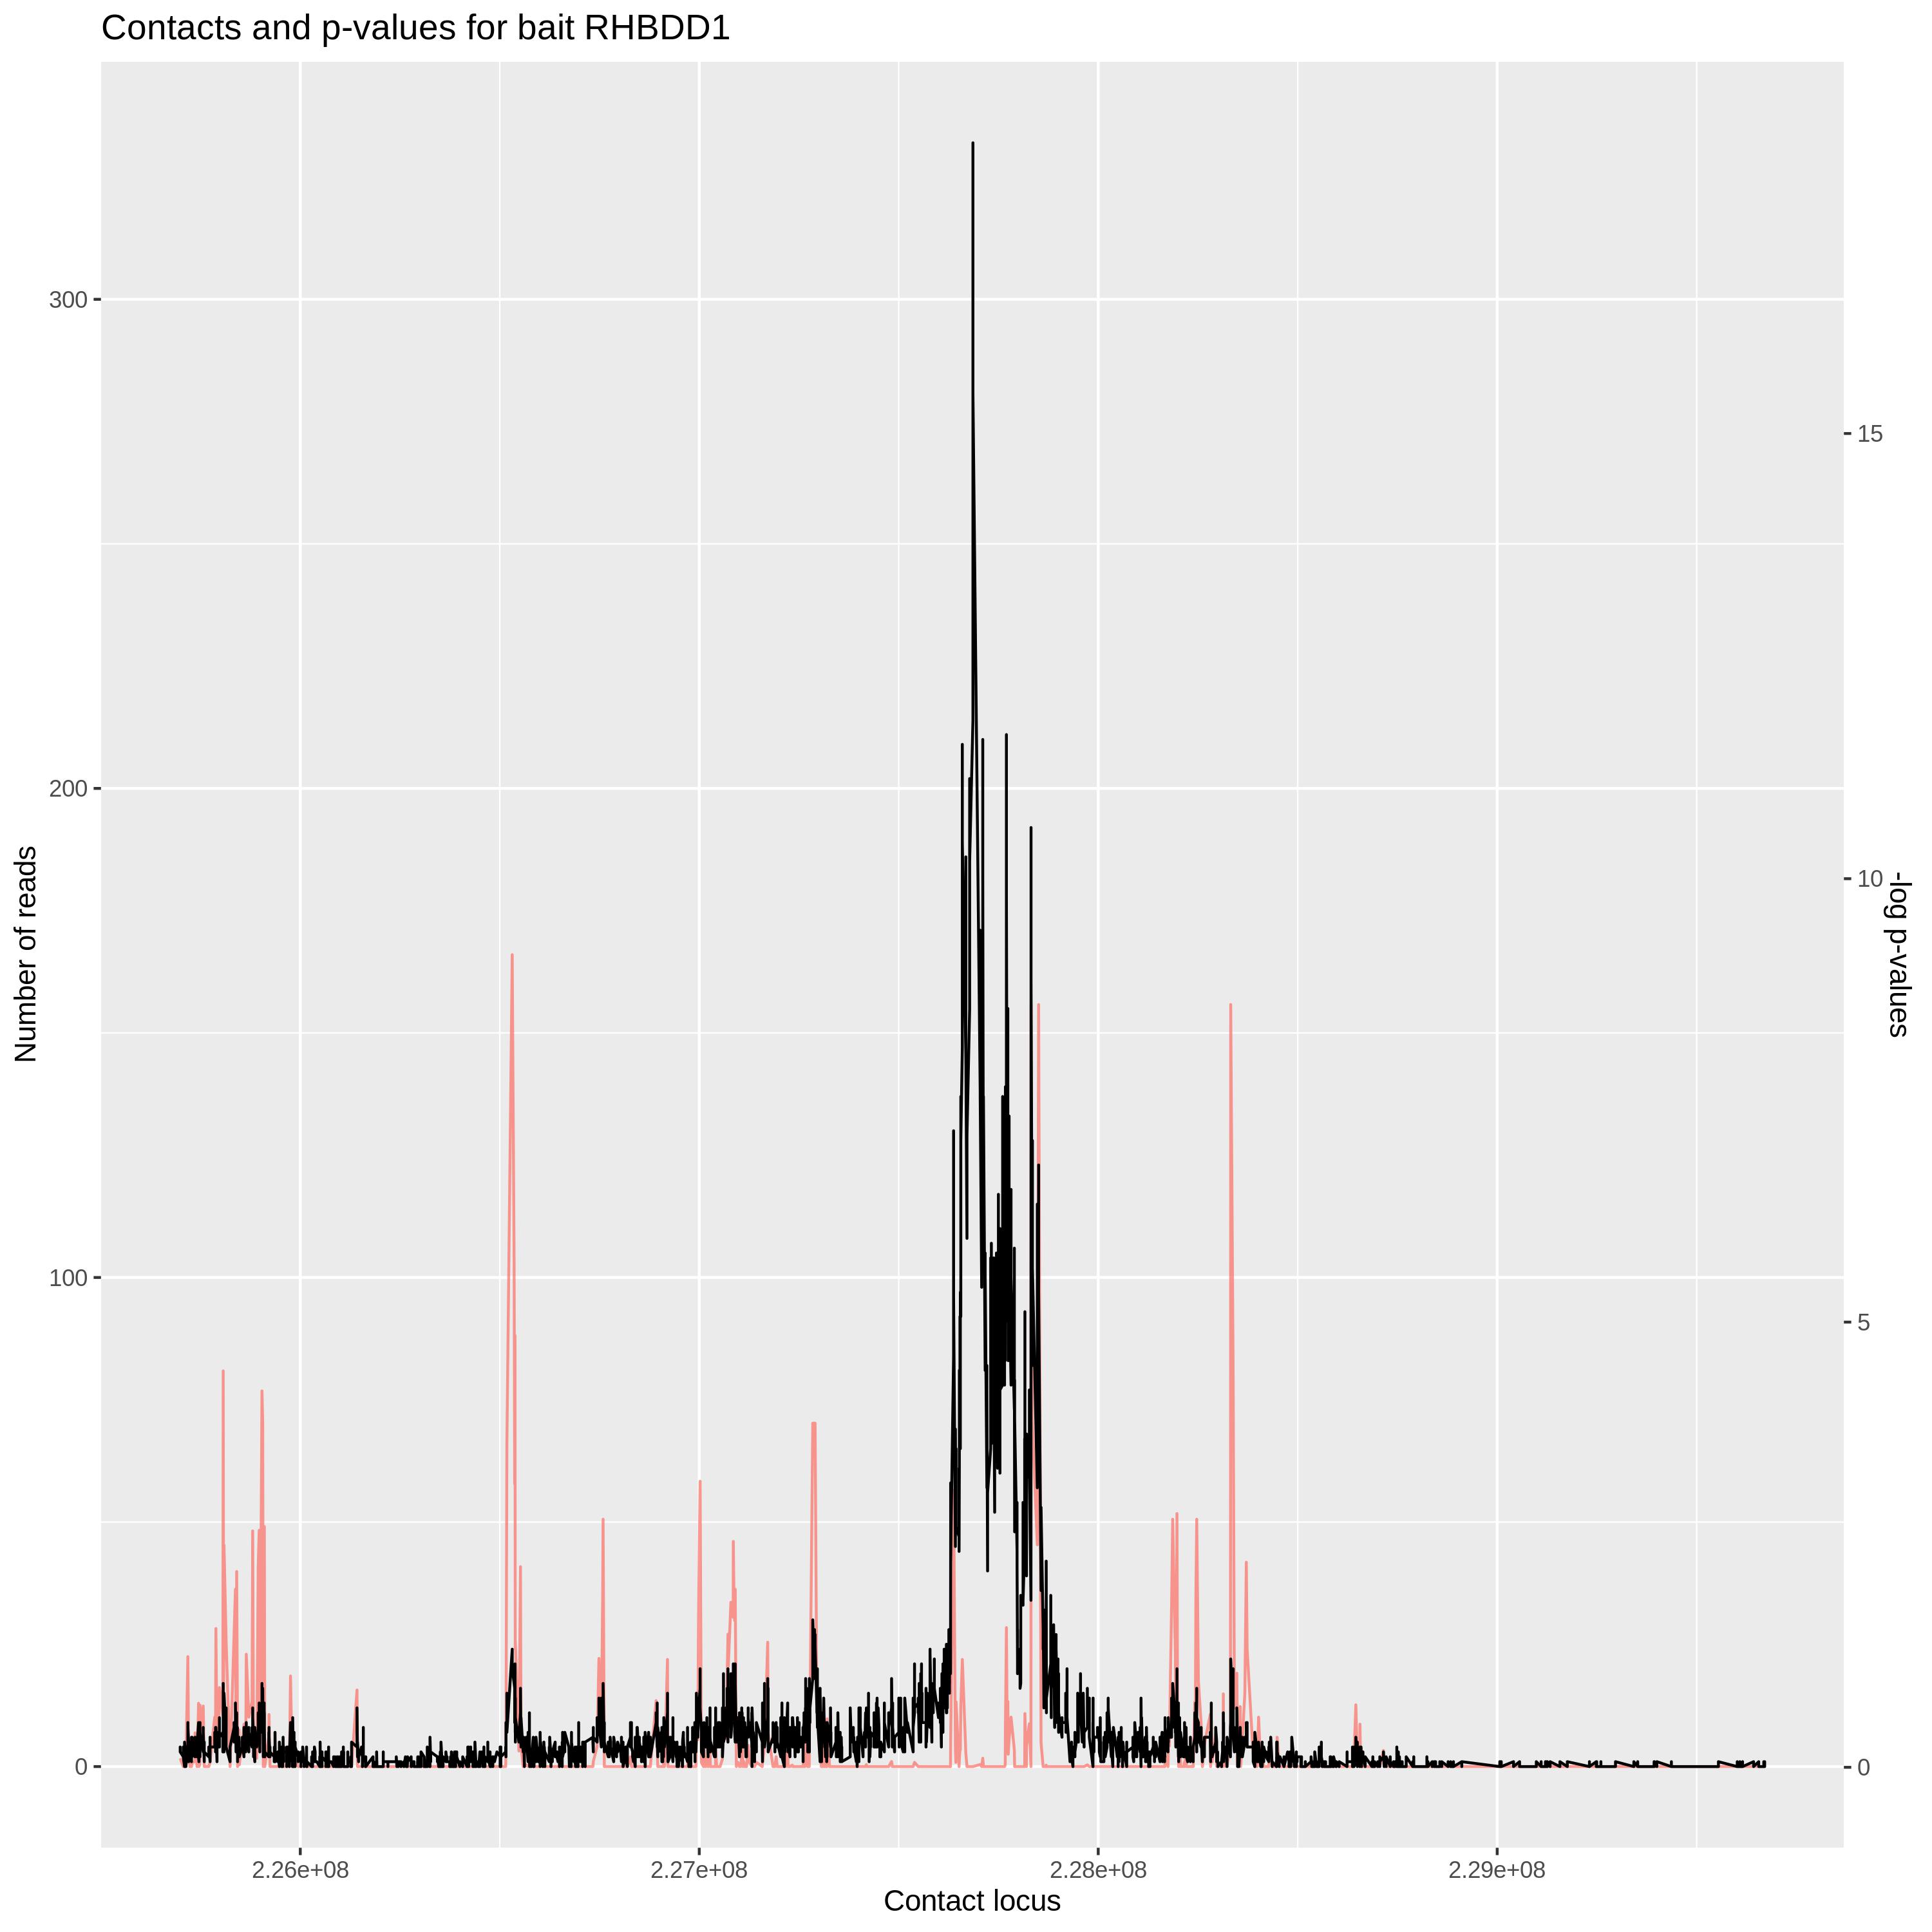 Contacts and p-values for bait RHBDD1
300
200
100
0
Number of reads
15
10
5
0
-log p-values
2.26e+08
2.27e+08
2.28e+08
2.29e+08
Contact locus